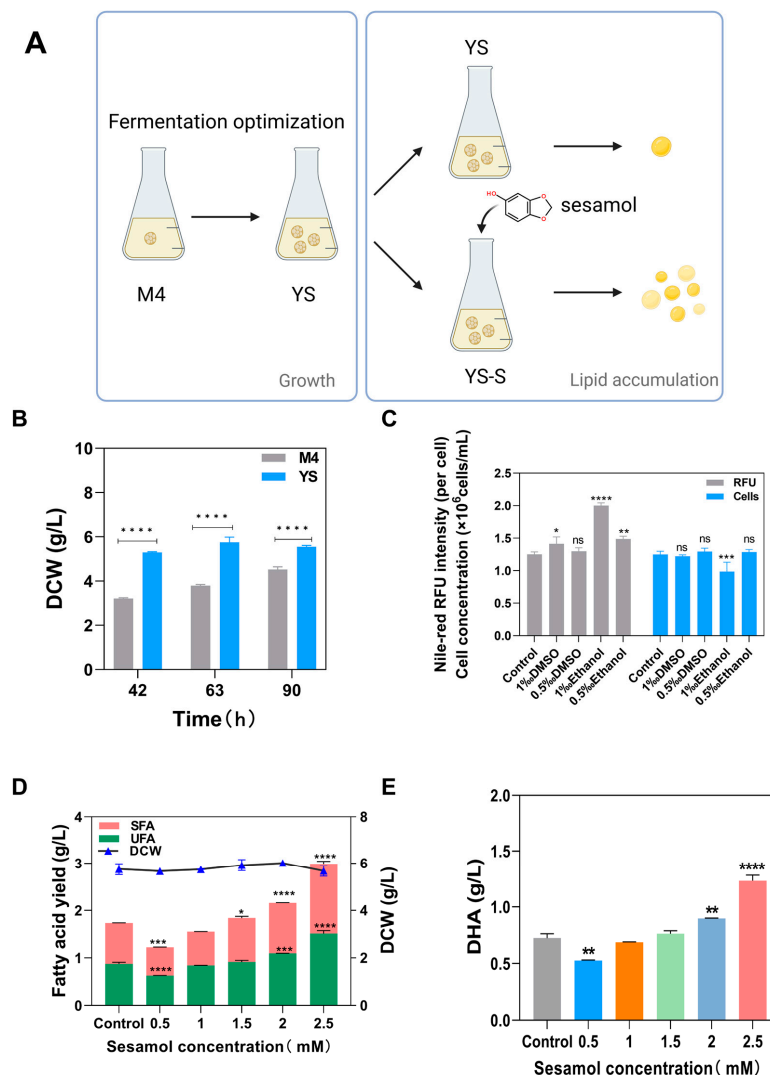 A
Fermentation optimization
M4
YS
Growth
YS
HO
O
O
sesamol
YS-S
Lipid accumulation
B
DCW (g/L)
10
8
6
4
2
0
M4
YS
****
****
****
42
63
90
Time(h)
C
Nile-red RFU intensity (per cell)
Cell concentration (×10⁶cells/mL)
2.5
2.0
1.5
1.0
0.5
0.0
RFU
Cells
*
ns
****
**
ns
ns
***
ns
Control
1‰DMSO
0.5‰DMSO
1‰Ethanol
0.5‰Ethanol
Control
1‰DMSO
0.5‰DMSO
1‰Ethanol
0.5‰Ethanol
D
Fatty acid yield (g/L)
4
3
2
1
0
SFA
UFA
DCW
***
****
*
****
***
****
****
8
6
4
2
0
DCW (g/L)
Control 0.5 1 1.5 2 2.5
Sesamol concentration( mM)
E
DHA (g/L)
2.0
1.5
1.0
0.5
0.0
**
**
****
Control 0.5 1 1.5 2 2.5
Sesamol concentration( mM)